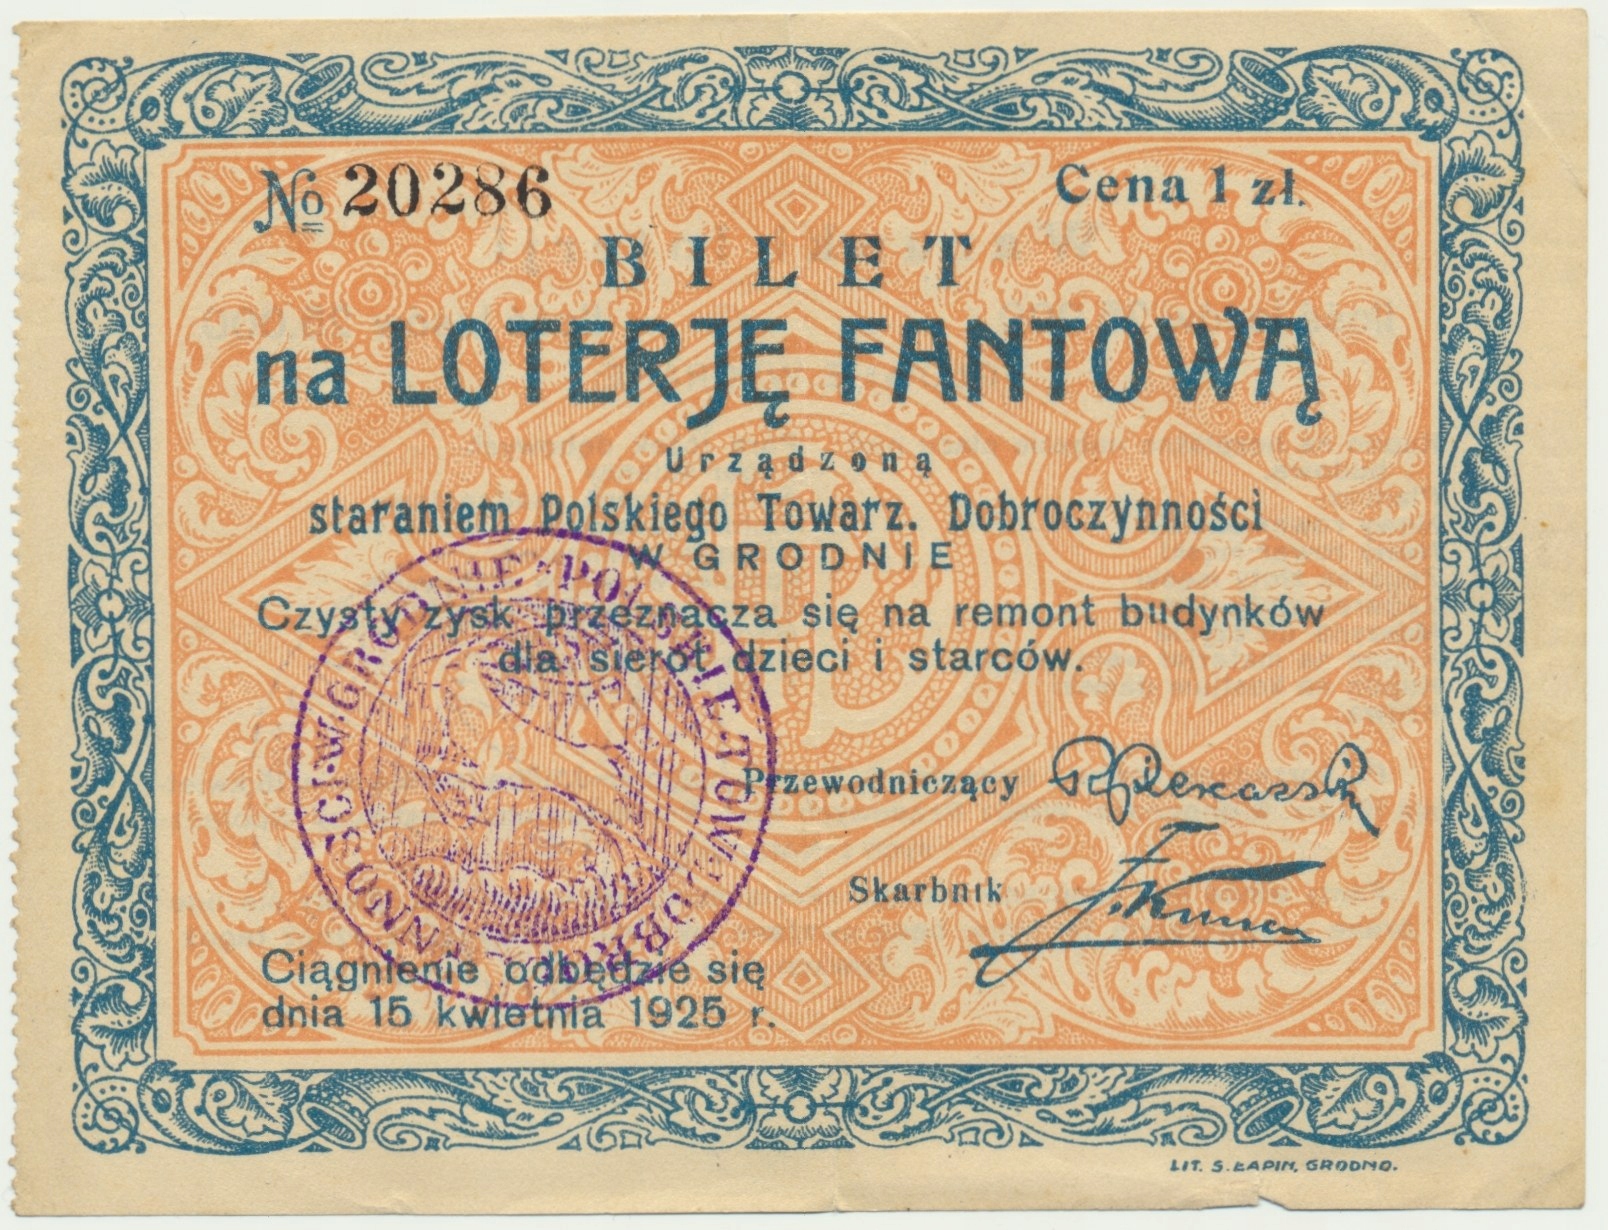 № 20286
Cena 1 zł.
BILET
na LOTERJĘ FANTOWĄ
Urządzoną
staraniem Polskiego Towarz. Dobroczynności
W GRODNIE
Czysty zysk przeznacza się na remont budynków
dla sierot dzieci i starców.
Przewodniczący
Skarbnik
Ciągnienie odbędzie się
dnia 15 kwietnia 1925 r.
LIT. S. ŁAPIN, GRODNO.